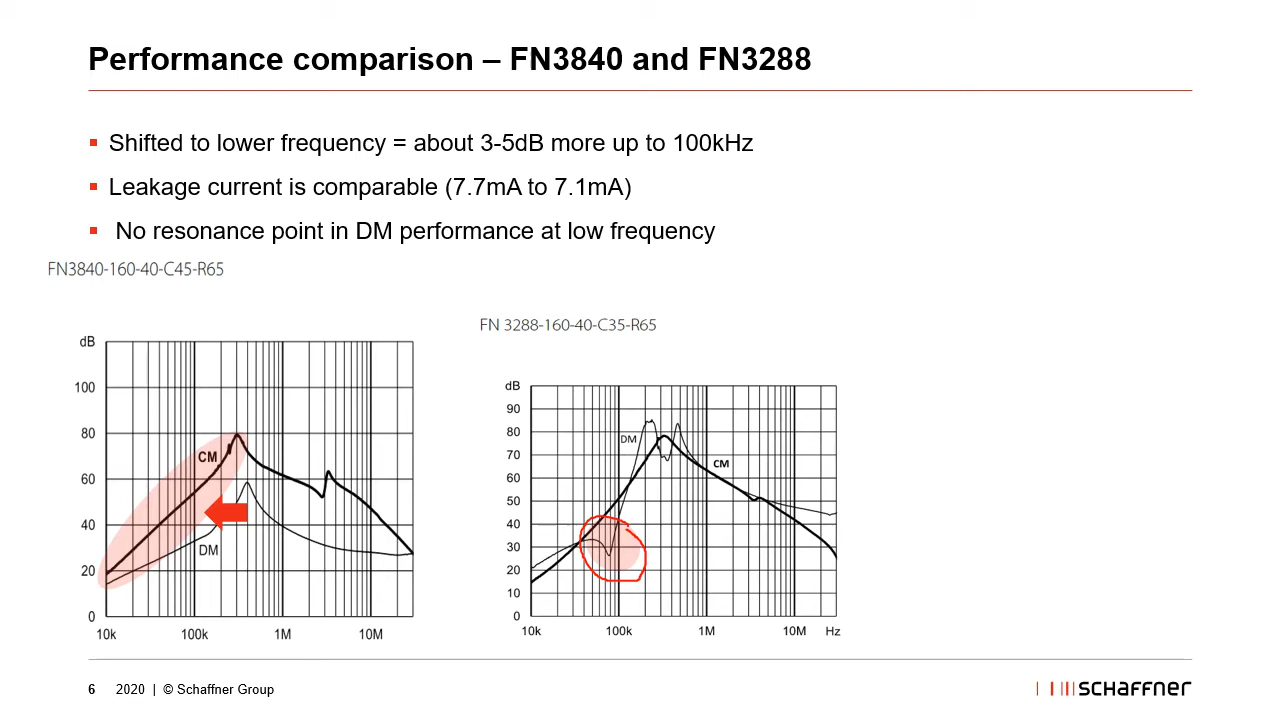 Performance comparison – FN3840 and FN3288
Shifted to lower frequency = about 3-5dB more up to 100kHz
Leakage current is comparable (7.7mA to 7.1mA)
No resonance point in DM performance at low frequency
FN3840-160-40-C45-R65
dB
100
80
60
40
20
0
CM
DM
10k 100k 1M 10M
FN 3288-160-40-C35-R65
dB
90
80
70
60
50
40
30
20
10
0
DM
CM
10k 100k 1M 10M Hz
6 2020 | © Schaffner Group
SCHAFFNER